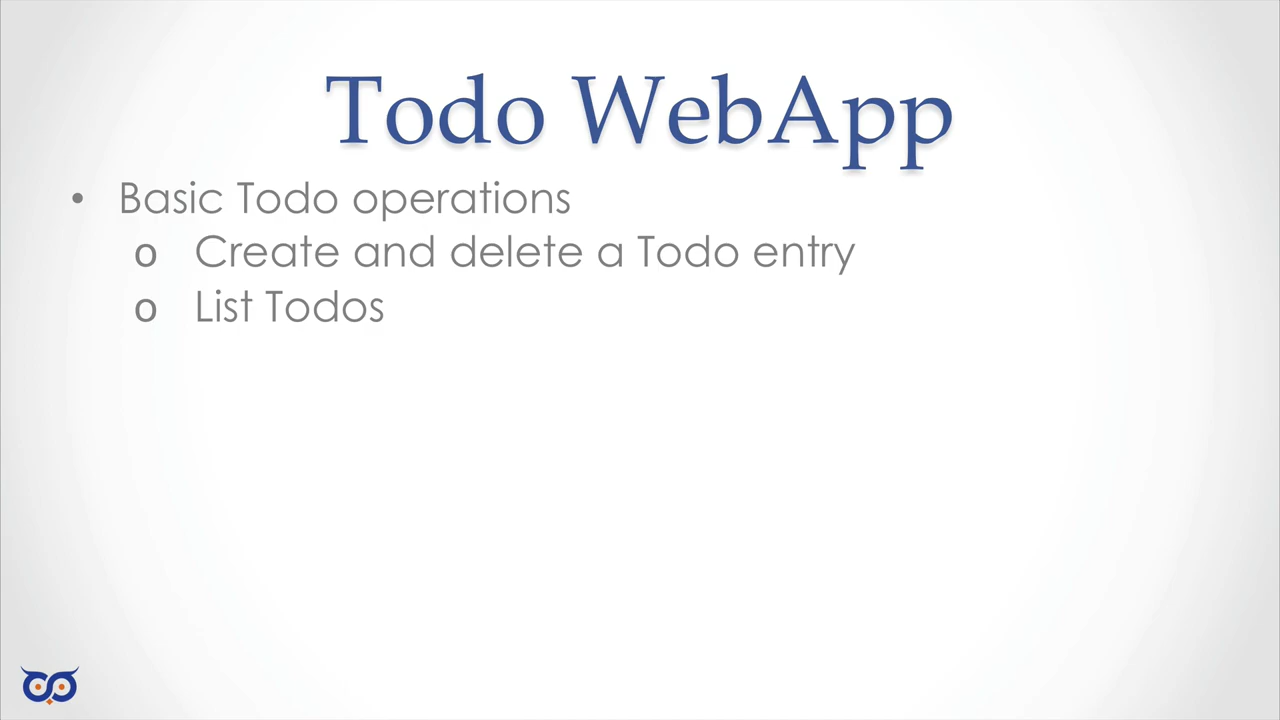 Todo WebApp
• Basic Todo operations
o Create and delete a Todo entry
o List Todos